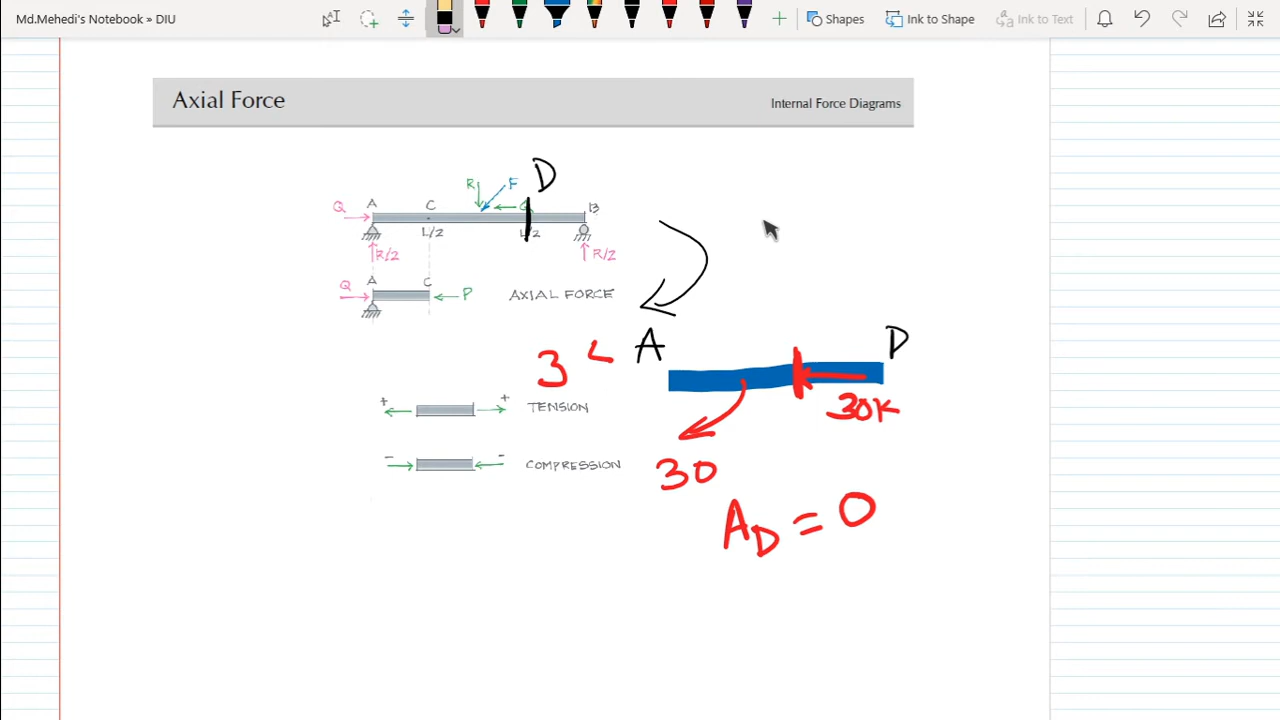 Md.Mehedi's Notebook » DIU
Shapes
Ink to Shape
Ink to Text
Axial Force
Internal Force Diagrams
D
R F
Q A C B
L/2 L/2
R/2 R/2
A C
Q P AXIAL FORCE
A D
3
30K
+ + TENSION
- - COMPRESSION
30
A_D = 0